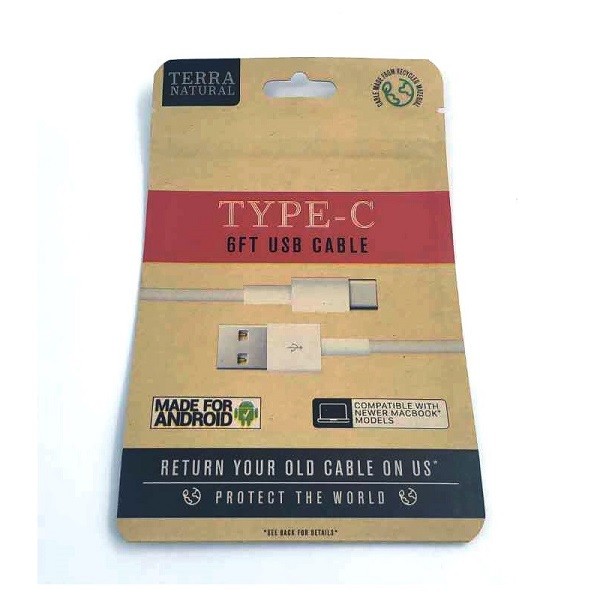 TERRA
NATURAL
CABLE MADE FROM RECYCLED MATERIAL
TYPE-C
6FT USB CABLE
MADE FOR
ANDROID
COMPATIBLE WITH
NEWER MACBOOK*
MODELS
RETURN YOUR OLD CABLE ON US*
PROTECT THE WORLD
*SEE BACK FOR DETAILS*